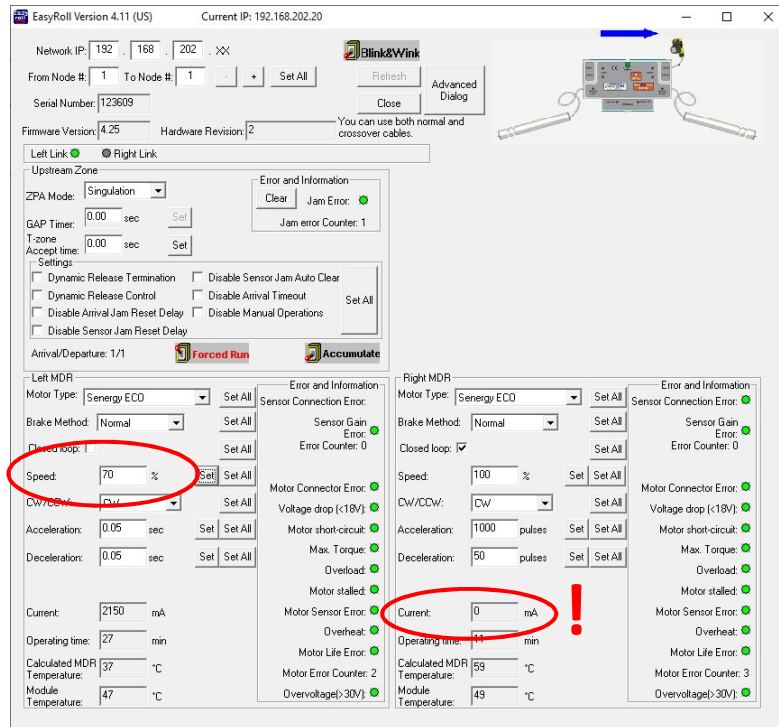 EasyRoll Version 4.11 (US) Current IP: 192.168.202.20
Network IP: 192 . 168 . 202 . XX
Blink&Wink
From Node #: 1 To Node #: 1 - + Set All
Refresh
Advanced Dialog
Serial Number: 123609
Close
Firmware Version: 4.25 Hardware Revision: 2
You can use both normal and crossover cables.
Left Link Right Link
Upstream Zone
ZPA Mode: Singulation
GAP Timer: 0.00 sec Set
T-zone Accept time: 0.00 sec Set
Error and Information
Clear Jam Error:
Jam error Counter: 1
Settings
Dynamic Release Termination Disable Sensor Jam Auto Clear
Dynamic Release Control Disable Arrival Timeout
Disable Arrival Jam Reset Delay Disable Manual Operations
Disable Sensor Jam Reset Delay
Set All
Arrival/Departure: 1/1 Forced Run Accumulate
Left MDR
Motor Type: Senergy ECO Set All
Brake Method: Normal Set All
Closed loop: Set All
Speed: 70 % Set Set All
CW/CCW: CW Set All
Acceleration: 0.05 sec Set Set All
Deceleration: 0.05 sec Set Set All
Current: 2150 mA
Operating time: 27 min
Calculated MDR Temperature: 37 °C
Module Temperature: 47 °C
Error and Information
Sensor Connection Error:
Sensor Gain Error:
Error Counter: 0
Motor Connector Error:
Voltage drop (<18V):
Motor short-circuit:
Max. Torque:
Overload:
Motor stalled:
Motor Sensor Error:
Overheat:
Motor Life Error:
Motor Error Counter: 2
Overvoltage(>30V):
Right MDR
Motor Type: Senergy ECO Set All
Brake Method: Normal Set All
Closed loop: Set All
Speed: 100 % Set Set All
CW/CCW: CW Set All
Acceleration: 1000 pulses Set Set All
Deceleration: 50 pulses Set Set All
Current: 0 mA
!
Operating time: 11 min
Calculated MDR Temperature: 59 °C
Module Temperature: 49 °C
Error and Information
Sensor Connection Error:
Sensor Gain Error:
Error Counter: 0
Motor Connector Error:
Voltage drop (<18V):
Motor short-circuit:
Max. Torque:
Overload:
Motor stalled:
Motor Sensor Error:
Overheat:
Motor Life Error:
Motor Error Counter: 3
Overvoltage(>30V):